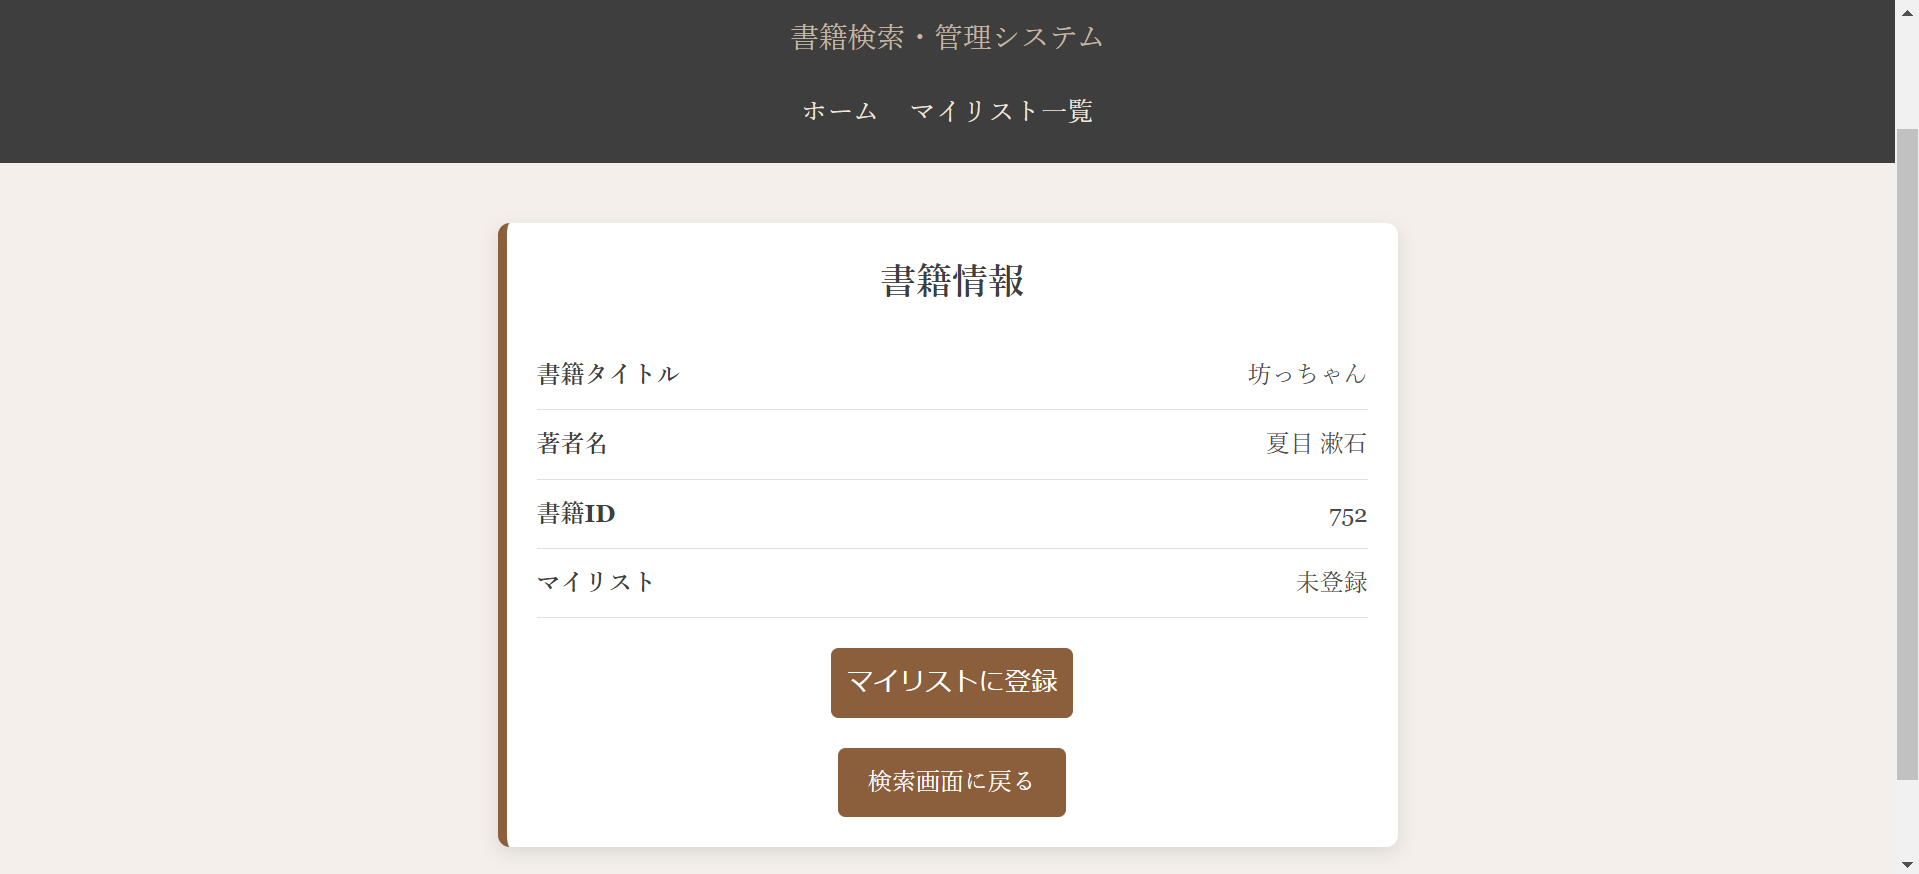 書籍検索・管理システム
ホーム マイリスト一覧
書籍情報
書籍タイトル 坊っちゃん
著者名 夏目 漱石
書籍ID 752
マイリスト 未登録
マイリストに登録
検索画面に戻る